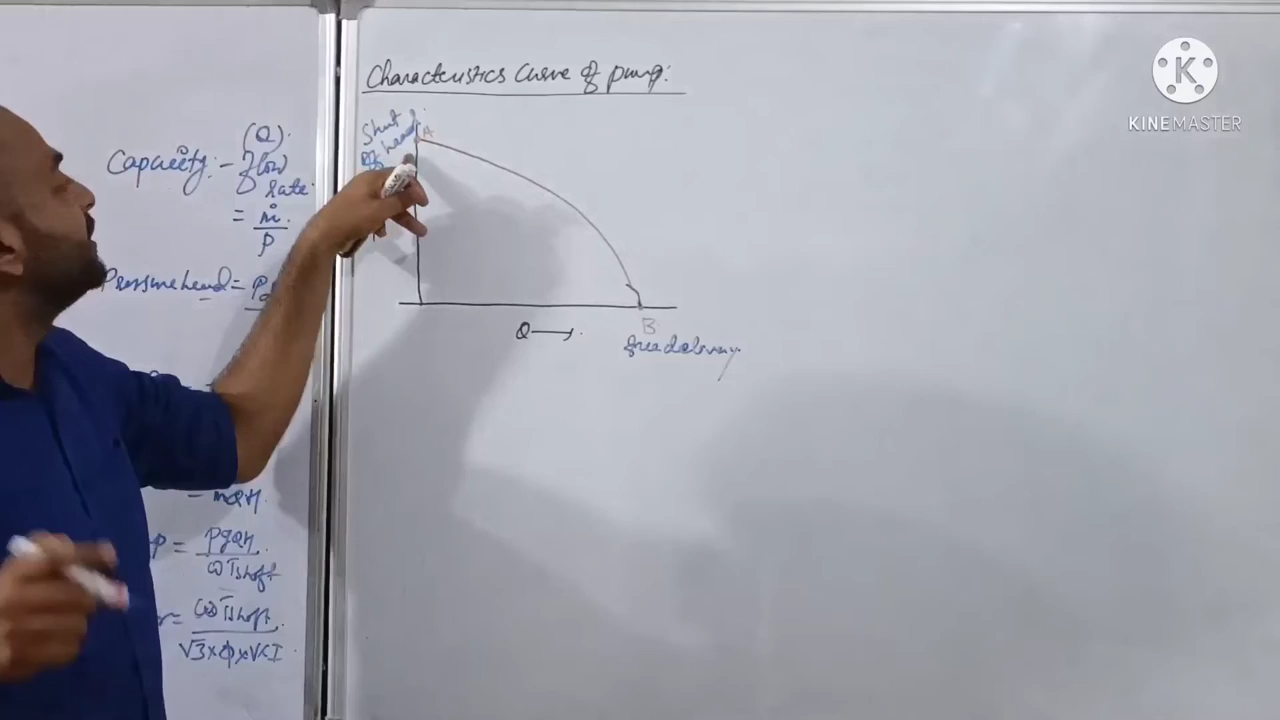 Characteristics Curve of pump:
Shut
off head
A
Q
B
free delivery
(Q)
Capacity:- flow
rate
= ṁ
ρ
Pressure head = P
= ρQH
P = ρgQH
ωTshaft
= ωTshaft
√3×φ×V×I
K
KINEMASTER